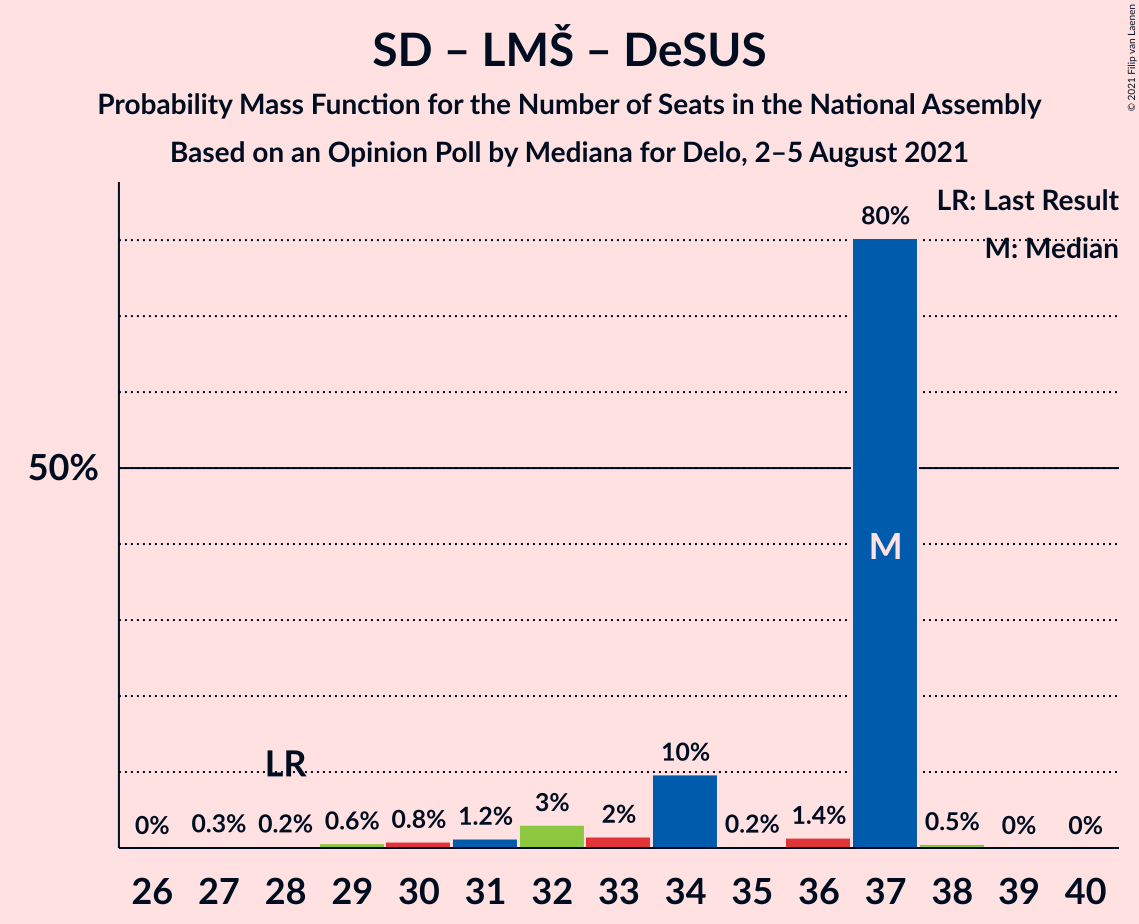 SD – LMŠ – DeSUS
Probability Mass Function for the Number of Seats in the National Assembly
Based on an Opinion Poll by Mediana for Delo, 2–5 August 2021
© 2021 Filip van Laenen
LR: Last Result
M: Median
50%
0% 0.3% 0.2% 0.6% 0.8% 1.2% 3% 2% 10% 0.2% 1.4% 80% 0.5% 0% 0%
LR
M
26 27 28 29 30 31 32 33 34 35 36 37 38 39 40